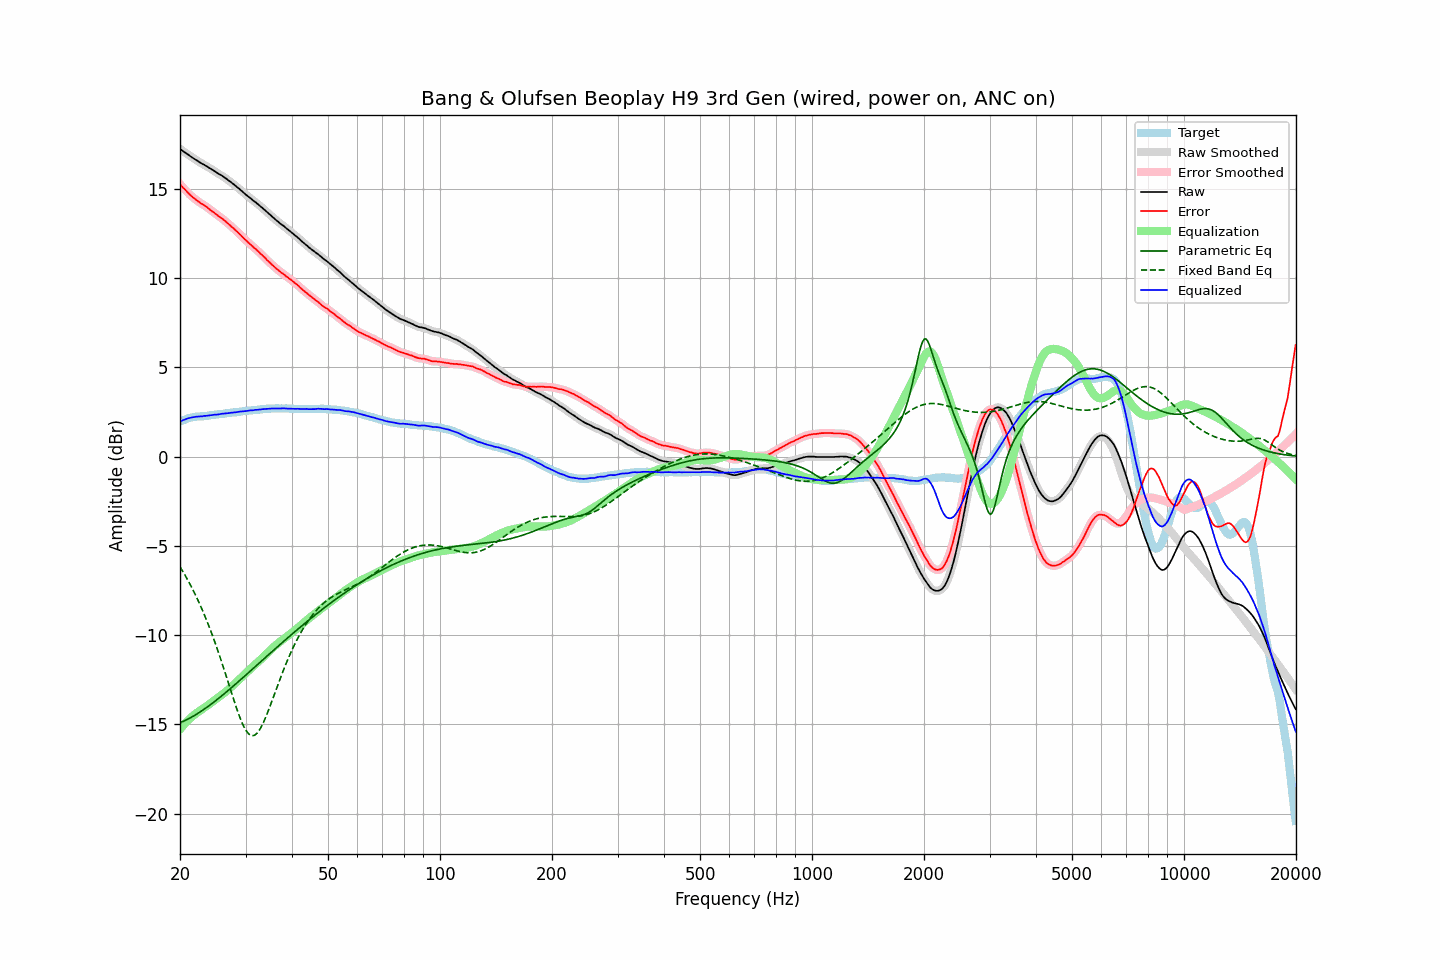 Bang & Olufsen Beoplay H9 3rd Gen (wired, power on, ANC on)
Target
Raw Smoothed
Error Smoothed
Raw
Error
Equalization
Parametric Eq
Fixed Band Eq
Equalized
Amplitude (dBr)
15
10
5
0
−5
−10
−15
−20
20 50 100 200 500 1000 2000 5000 10000 20000
Frequency (Hz)